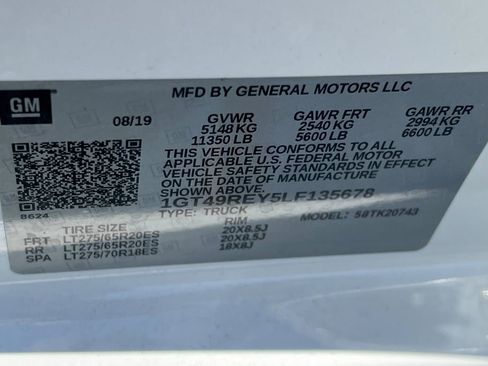 GM
MFD BY GENERAL MOTORS LLC
08/19 GVWR GAWR FRT GAWR RR
5148 KG 2540 KG 2994 KG
11350 LB 5600 LB 6600 LB
THIS VEHICLE CONFORMS TO ALL
APPLICABLE U.S. FEDERAL MOTOR
VEHICLE SAFETY STANDARDS IN EFFECT
ON THE DATE OF MANUFACTURE
SHOWN ABOVE.
8624 1GT49REY5LF135678
TYPE: TRUCK MODEL: 58TK20743
TIRE SIZE RIM
FRT LT275/65R20ES 20X8.5J
RR LT275/65R20ES 20X8.5J
SPA LT275/70R18ES 18X8J